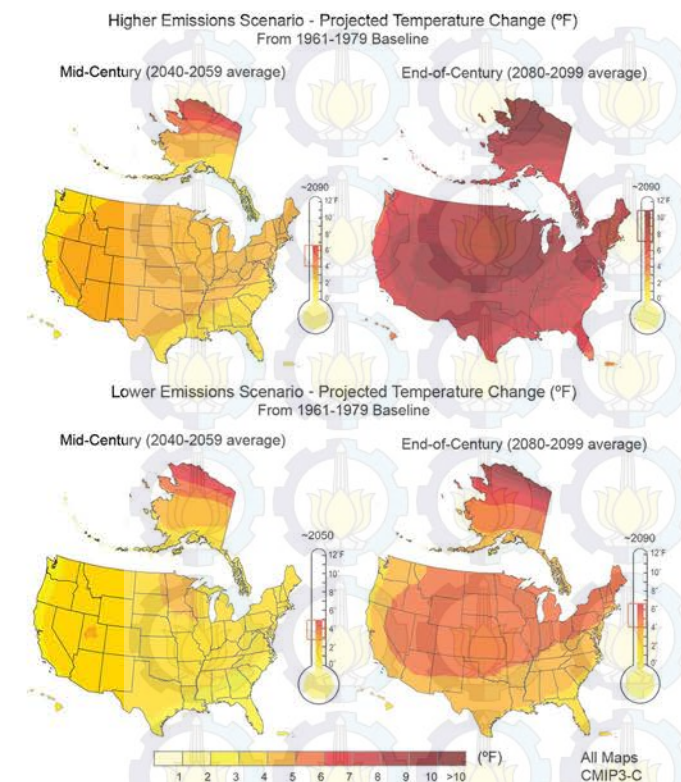 Higher Emissions Scenario - Projected Temperature Change (ºF)
From 1961-1979 Baseline
Mid-Century (2040-2059 average)
End-of-Century (2080-2099 average)
~2090
12˚F
10˚
8˚
6˚
4˚
2˚
~2090
12˚F
10˚
8˚
6˚
4˚
2˚
Lower Emissions Scenario - Projected Temperature Change (ºF)
From 1961-1979 Baseline
Mid-Century (2040-2059 average)
End-of-Century (2080-2099 average)
~2050
12˚F
10˚
8˚
6˚
4˚
2˚
~2090
12˚F
10˚
8˚
6˚
4˚
2˚
(ºF)
1 2 3 4 5 6 7 8 9 10 >10
All Maps
CMIP3-C